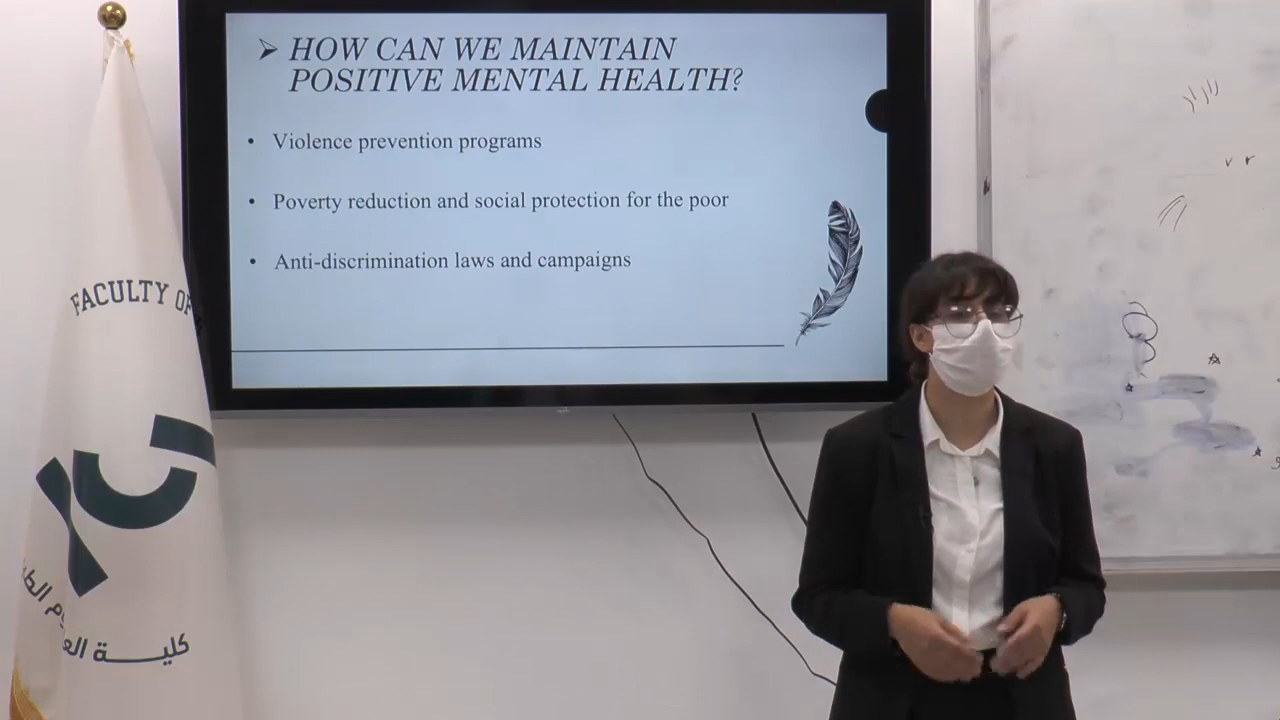 ➢ HOW CAN WE MAINTAIN
POSITIVE MENTAL HEALTH?
• Violence prevention programs
• Poverty reduction and social protection for the poor
• Anti-discrimination laws and campaigns
FACULTY OF
كلية
v r